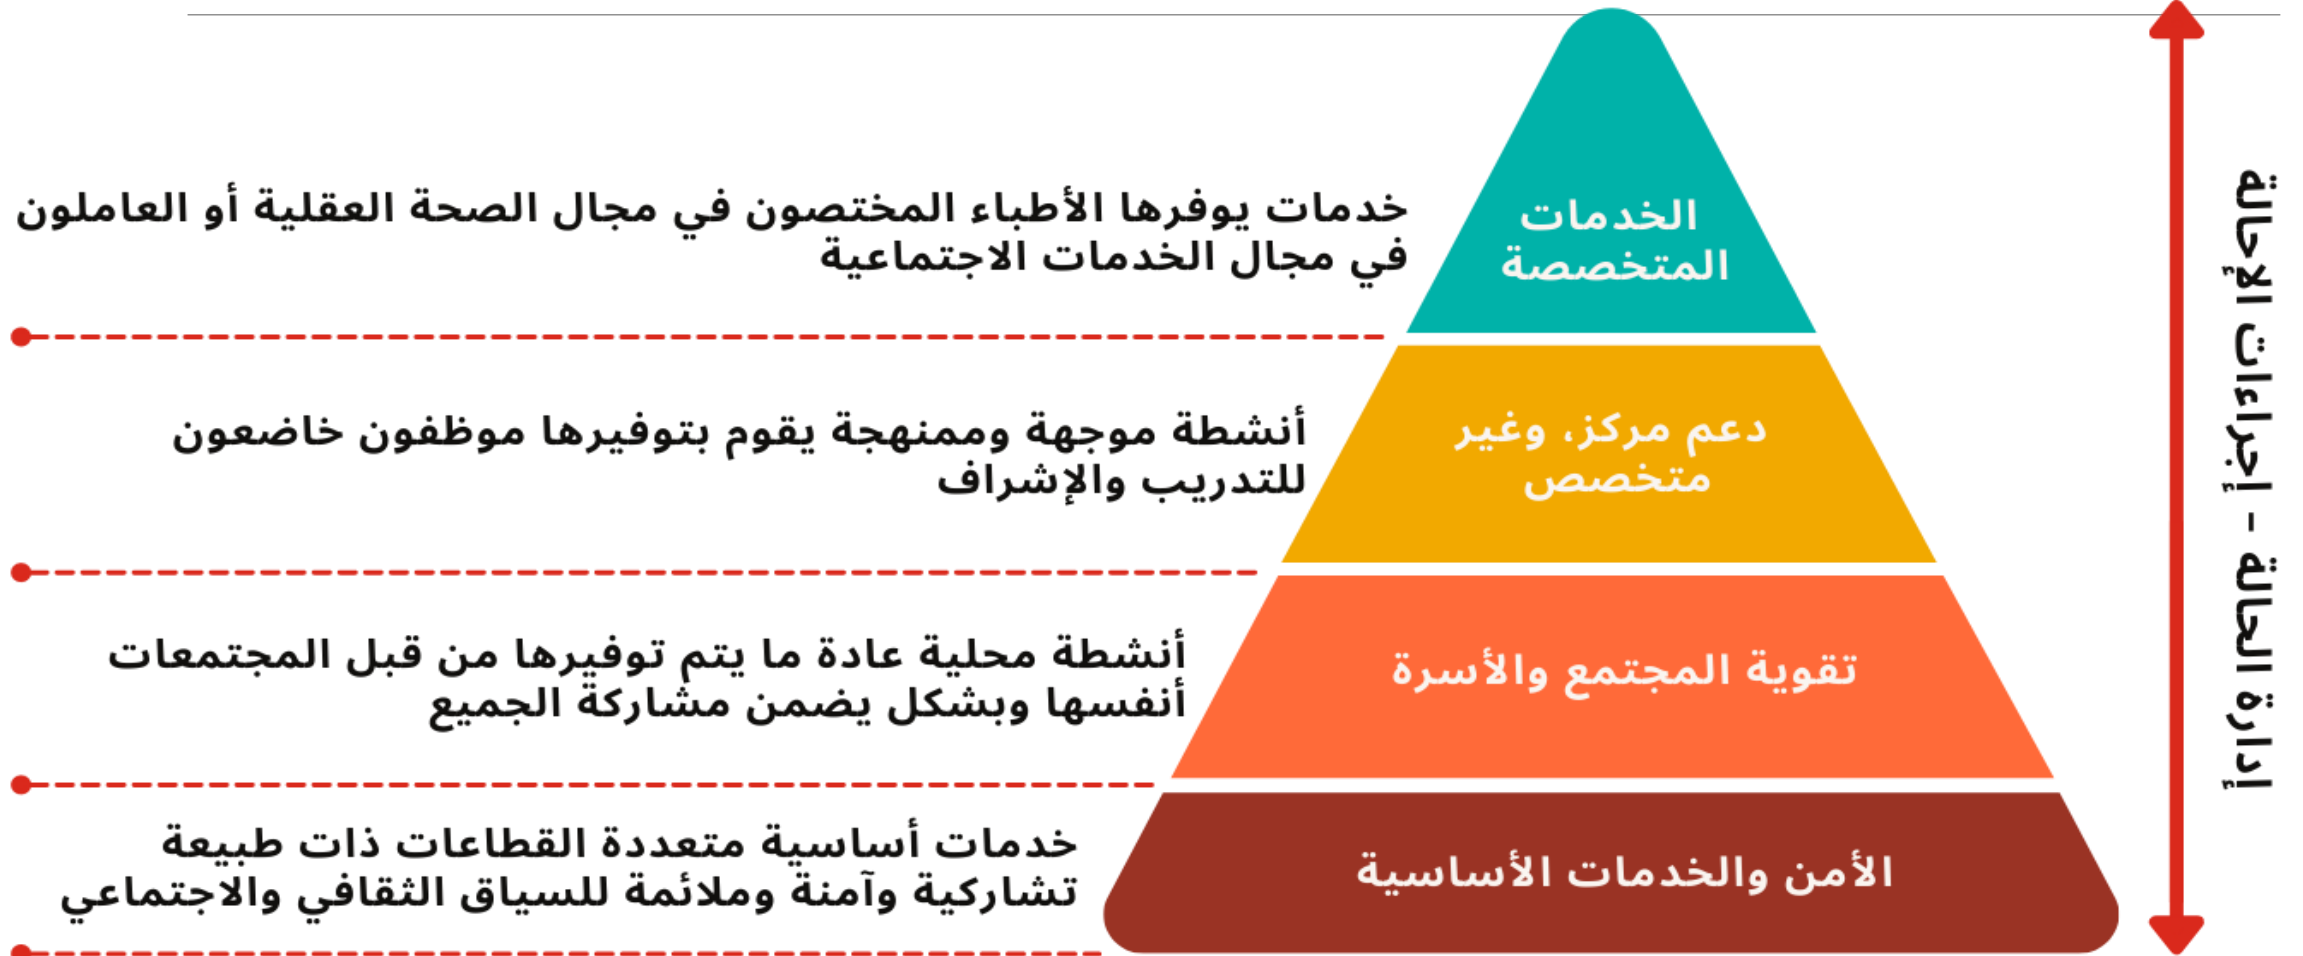 الخدمات
المتخصصة
خدمات يوفرها الأطباء المختصون في مجال الصحة العقلية أو العاملون
في مجال الخدمات الاجتماعية
دعم مركز، وغير
متخصص
أنشطة موجهة وممنهجة يقوم بتوفيرها موظفون خاضعون
للتدريب والإشراف
تقوية المجتمع والأسرة
أنشطة محلية عادة ما يتم توفيرها من قبل المجتمعات
أنفسها وبشكل يضمن مشاركة الجميع
الأمن والخدمات الأساسية
خدمات أساسية متعددة القطاعات ذات طبيعة
تشاركية وآمنة وملائمة للسياق الثقافي والاجتماعي
إدارة الحالة - إجراءات الإحالة